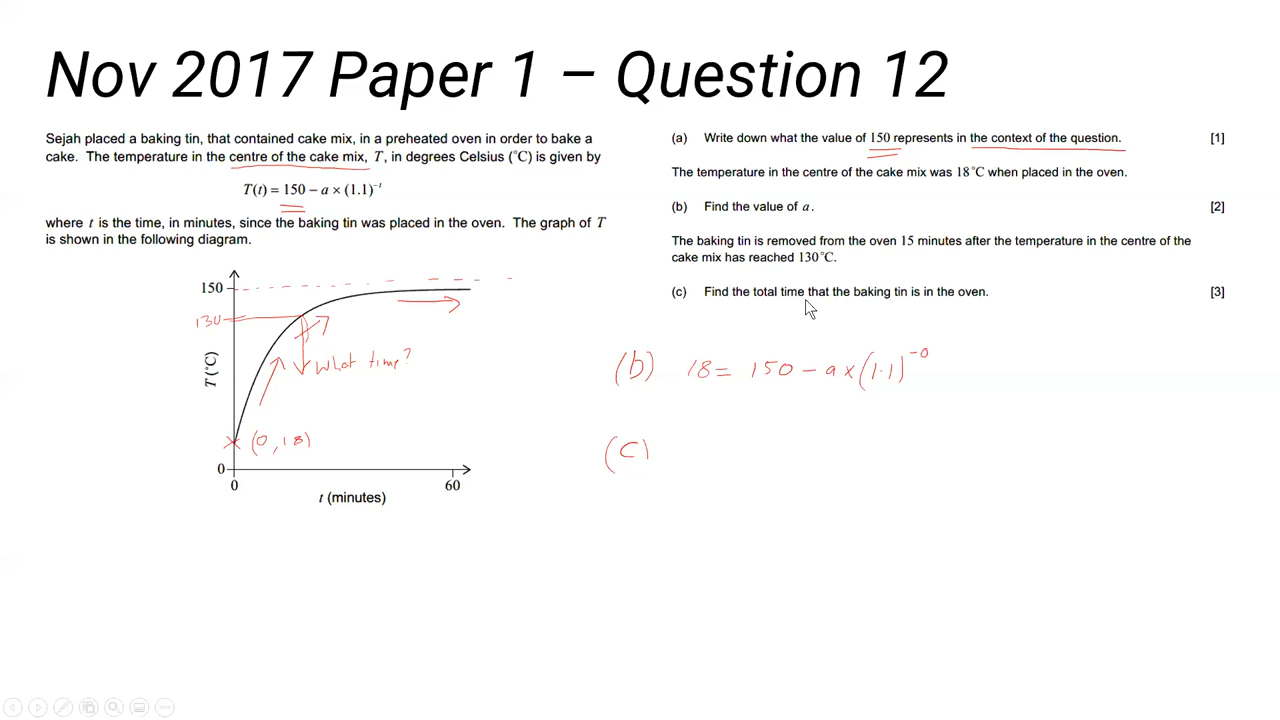 Nov 2017 Paper 1 – Question 12
Sejah placed a baking tin, that contained cake mix, in a preheated oven in order to bake a
cake. The temperature in the centre of the cake mix, T, in degrees Celsius (°C) is given by
T(t) = 150 − a × (1.1)⁻ᵗ
where t is the time, in minutes, since the baking tin was placed in the oven. The graph of T
is shown in the following diagram.
150
130
T (°C)
What time?
(0, 18)
0
0
60
t (minutes)
(a) Write down what the value of 150 represents in the context of the question. [1]
The temperature in the centre of the cake mix was 18 °C when placed in the oven.
(b) Find the value of a. [2]
The baking tin is removed from the oven 15 minutes after the temperature in the centre of the
cake mix has reached 130 °C.
(c) Find the total time that the baking tin is in the oven. [3]
(b) 18 = 150 − a × (1.1)⁻⁰
(c)